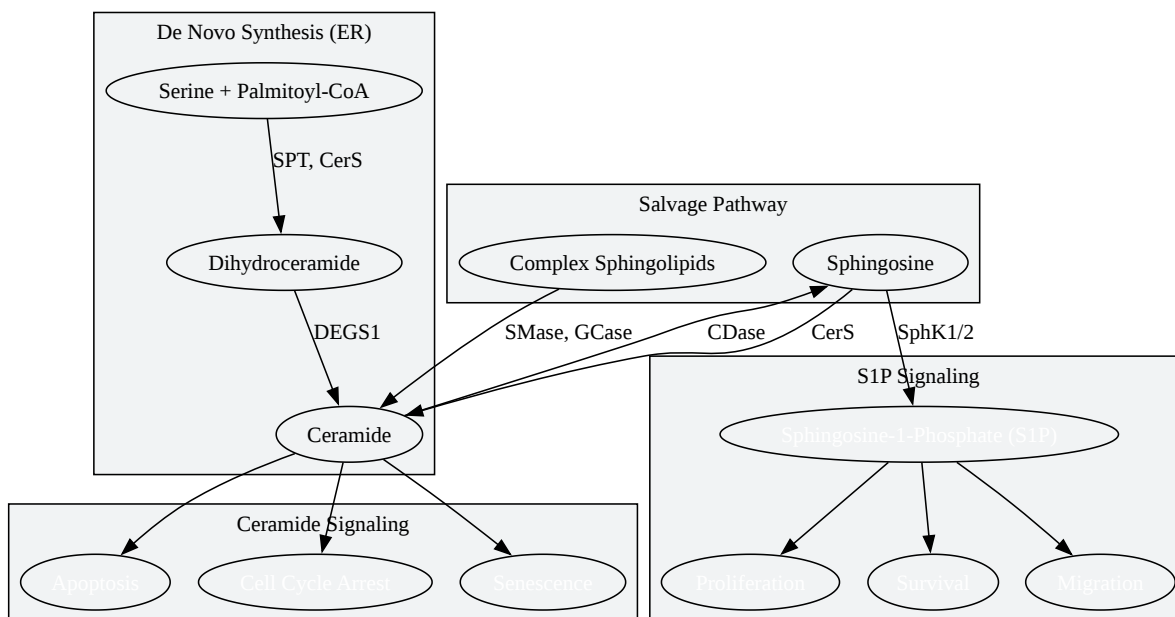 De Novo Synthesis (ER)
Serine + Palmitoyl-CoA
SPT, CerS
Salvage Pathway
Dihydroceramide
Complex Sphingolipids
Sphingosine
DEGS1
SMase, GCase
CDase
CerS
SphK1/2
S1P Signaling
Ceramide
Sphingosine-1-Phosphate (S1P)
Ceramide Signaling
Apoptosis
Cell Cycle Arrest
Senescence
Proliferation
Survival
Migration